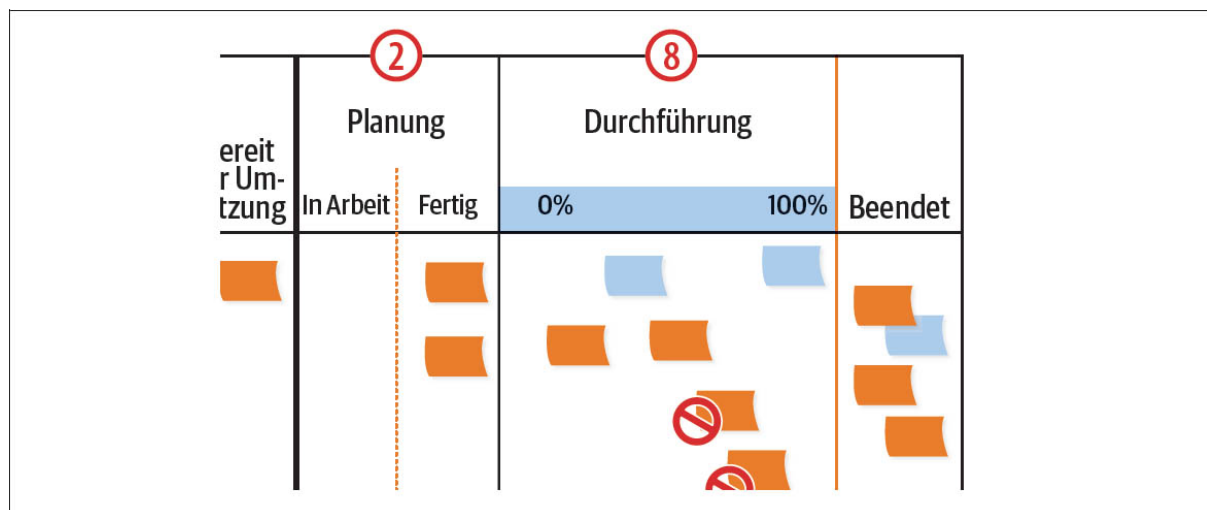 2
8
Planung
Durchführung
ereit
r Um-
tzung
In Arbeit
Fertig
0%
100%
Beendet